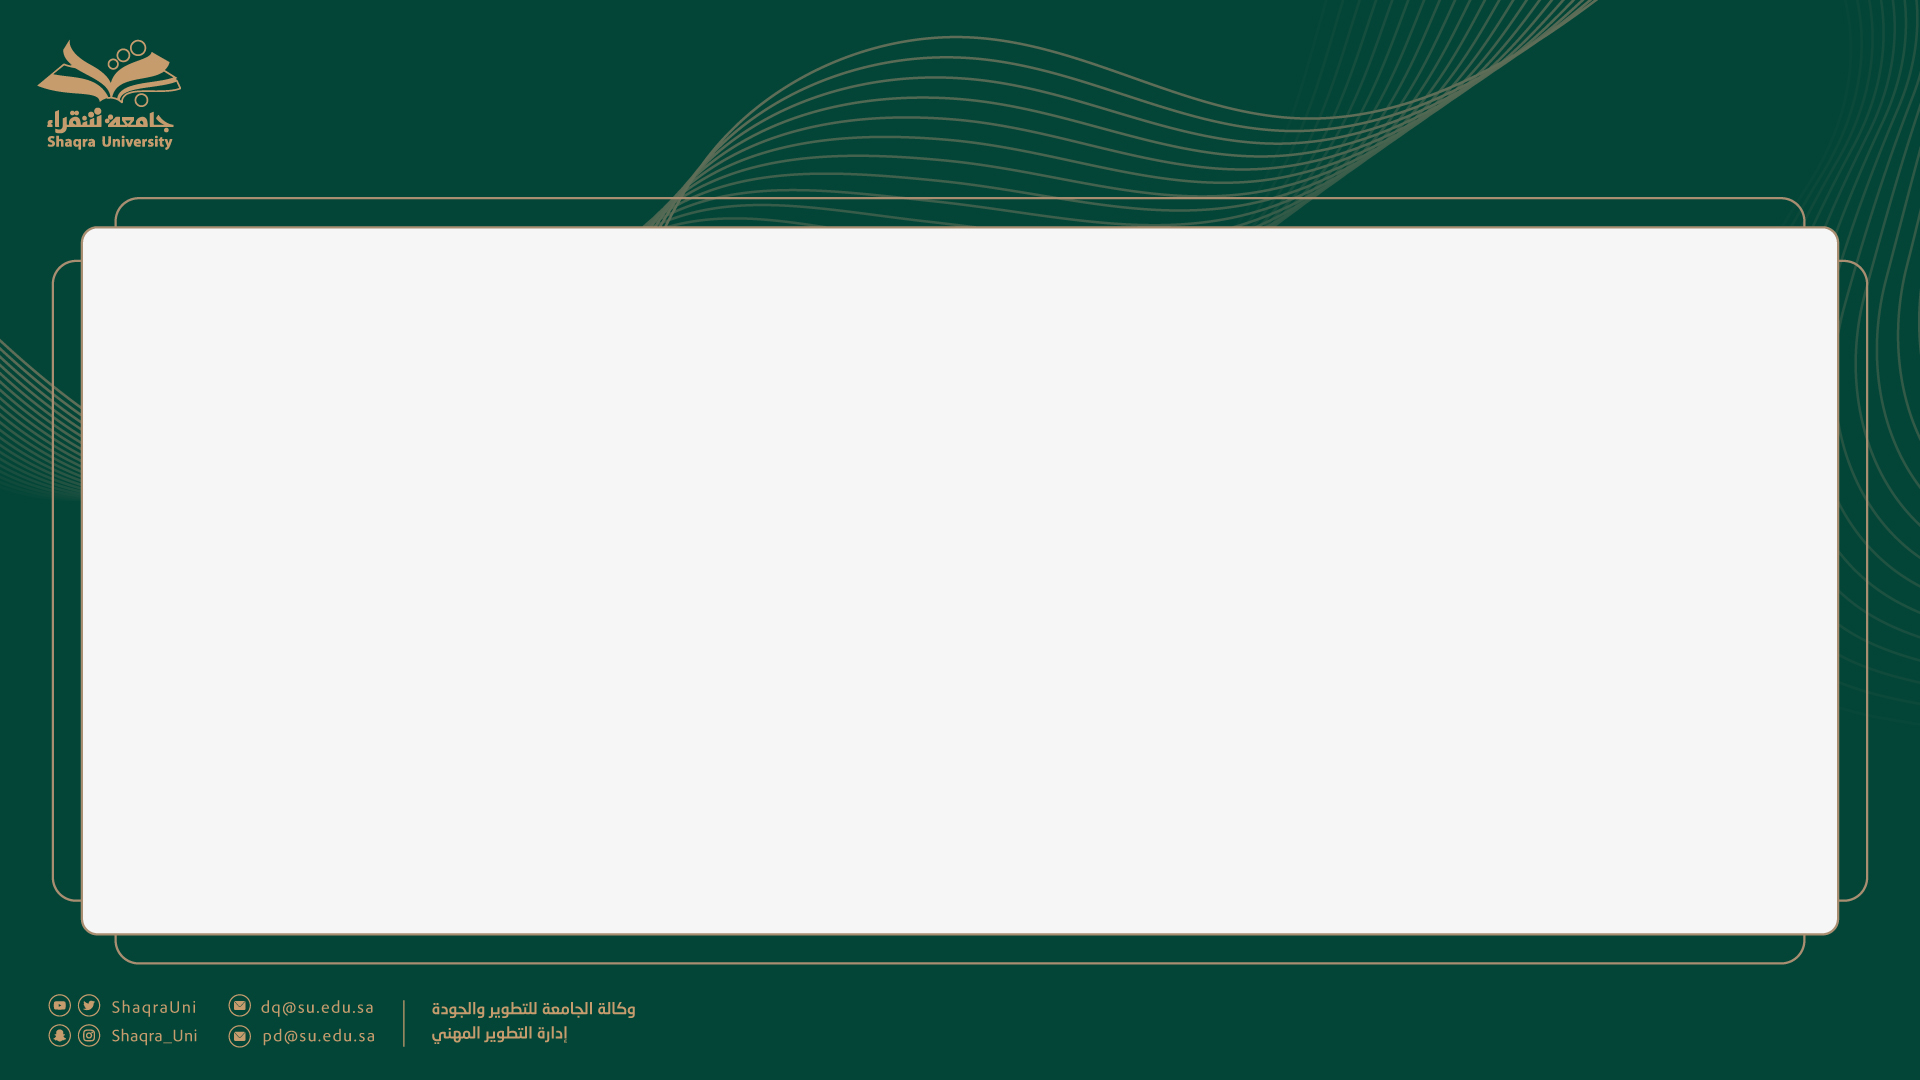 جامعة شقراء
Shaqra University
ShaqraUni
Shaqra_Uni
dq@su.edu.sa
pd@su.edu.sa
وكالة الجامعة للتطوير والجودة
إدارة التطوير المهني